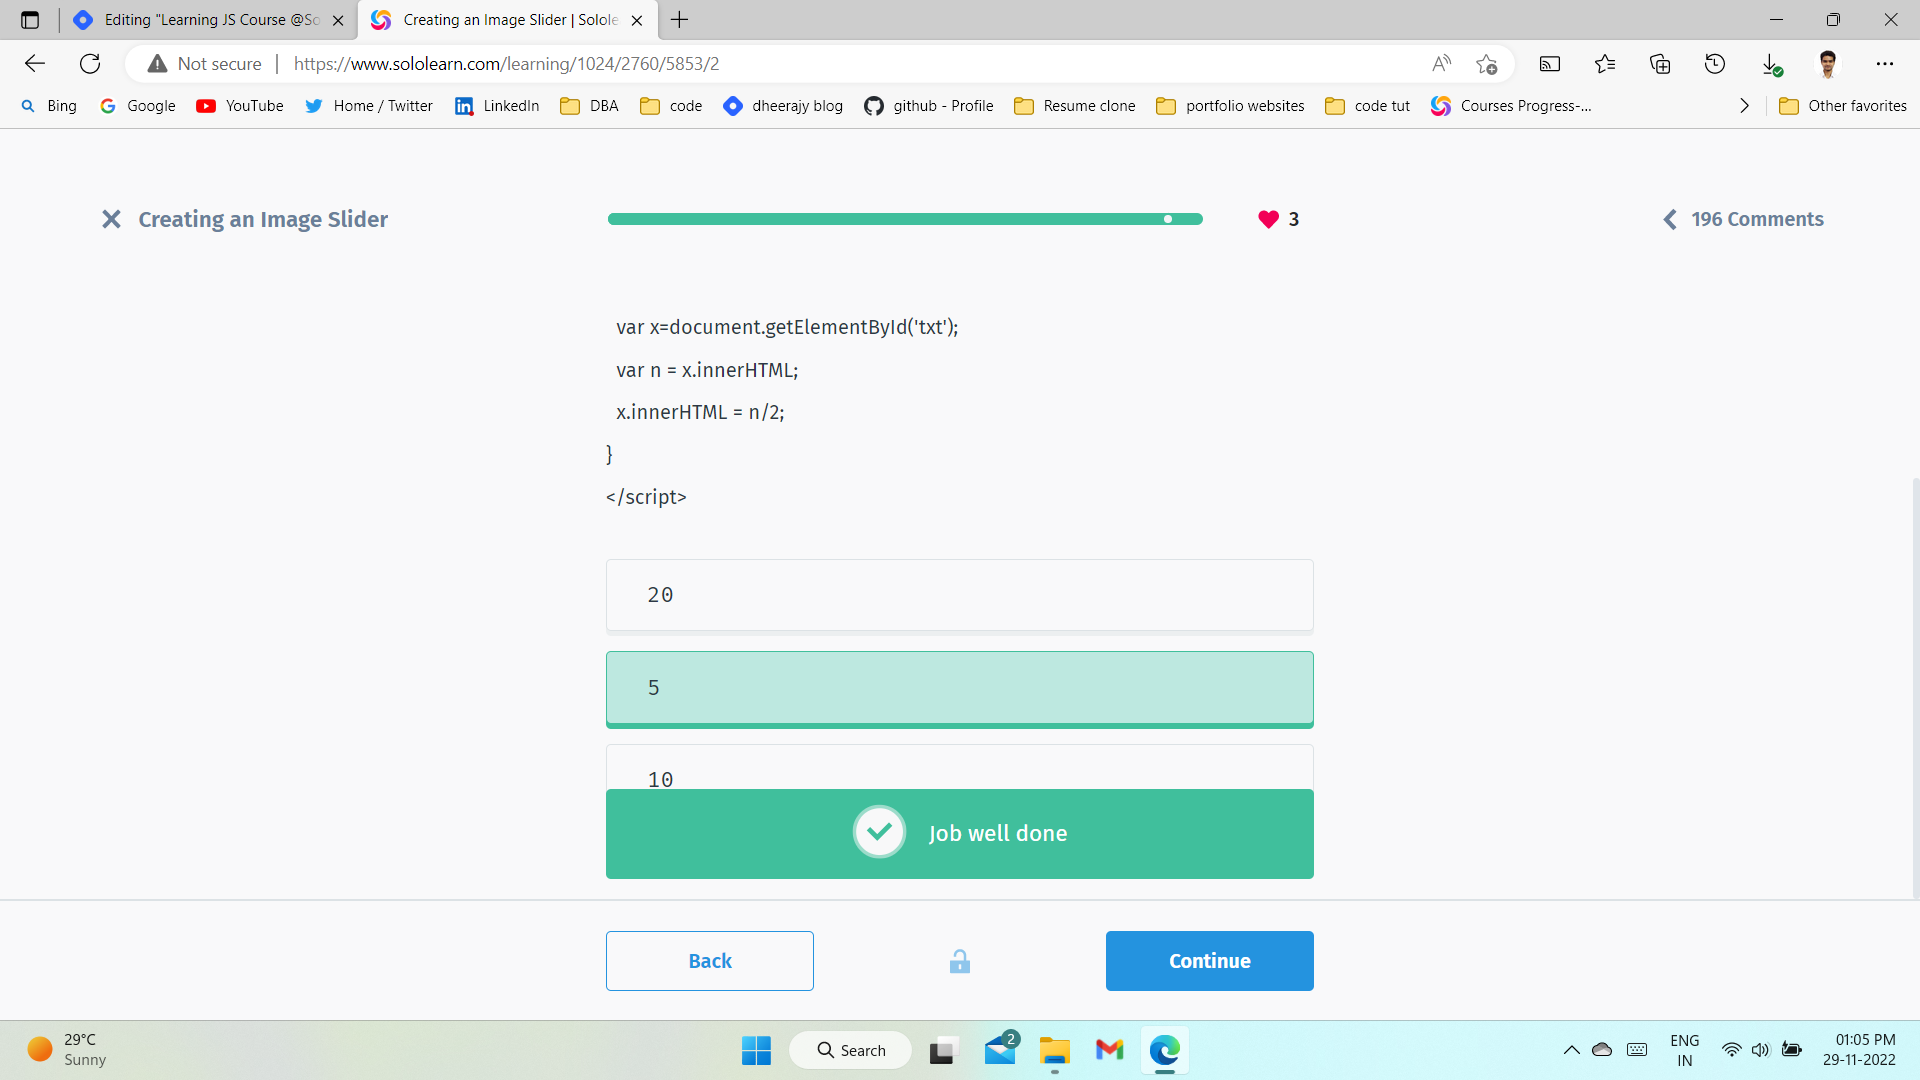 Editing "Learning JS Course @So
Creating an Image Slider | Solole
Not secure
https://www.sololearn.com/learning/1024/2760/5853/2
Bing
Google
YouTube
Home / Twitter
LinkedIn
DBA
code
dheerajy blog
github - Profile
Resume clone
portfolio websites
code tut
Courses Progress-...
Other favorites
Creating an Image Slider
3
196 Comments
var x=document.getElementById('txt');
var n = x.innerHTML;
x.innerHTML = n/2;
}
</script>
20
5
10
Job well done
Back
Continue
29°C
Sunny
Search
2
ENG
IN
01:05 PM
29-11-2022